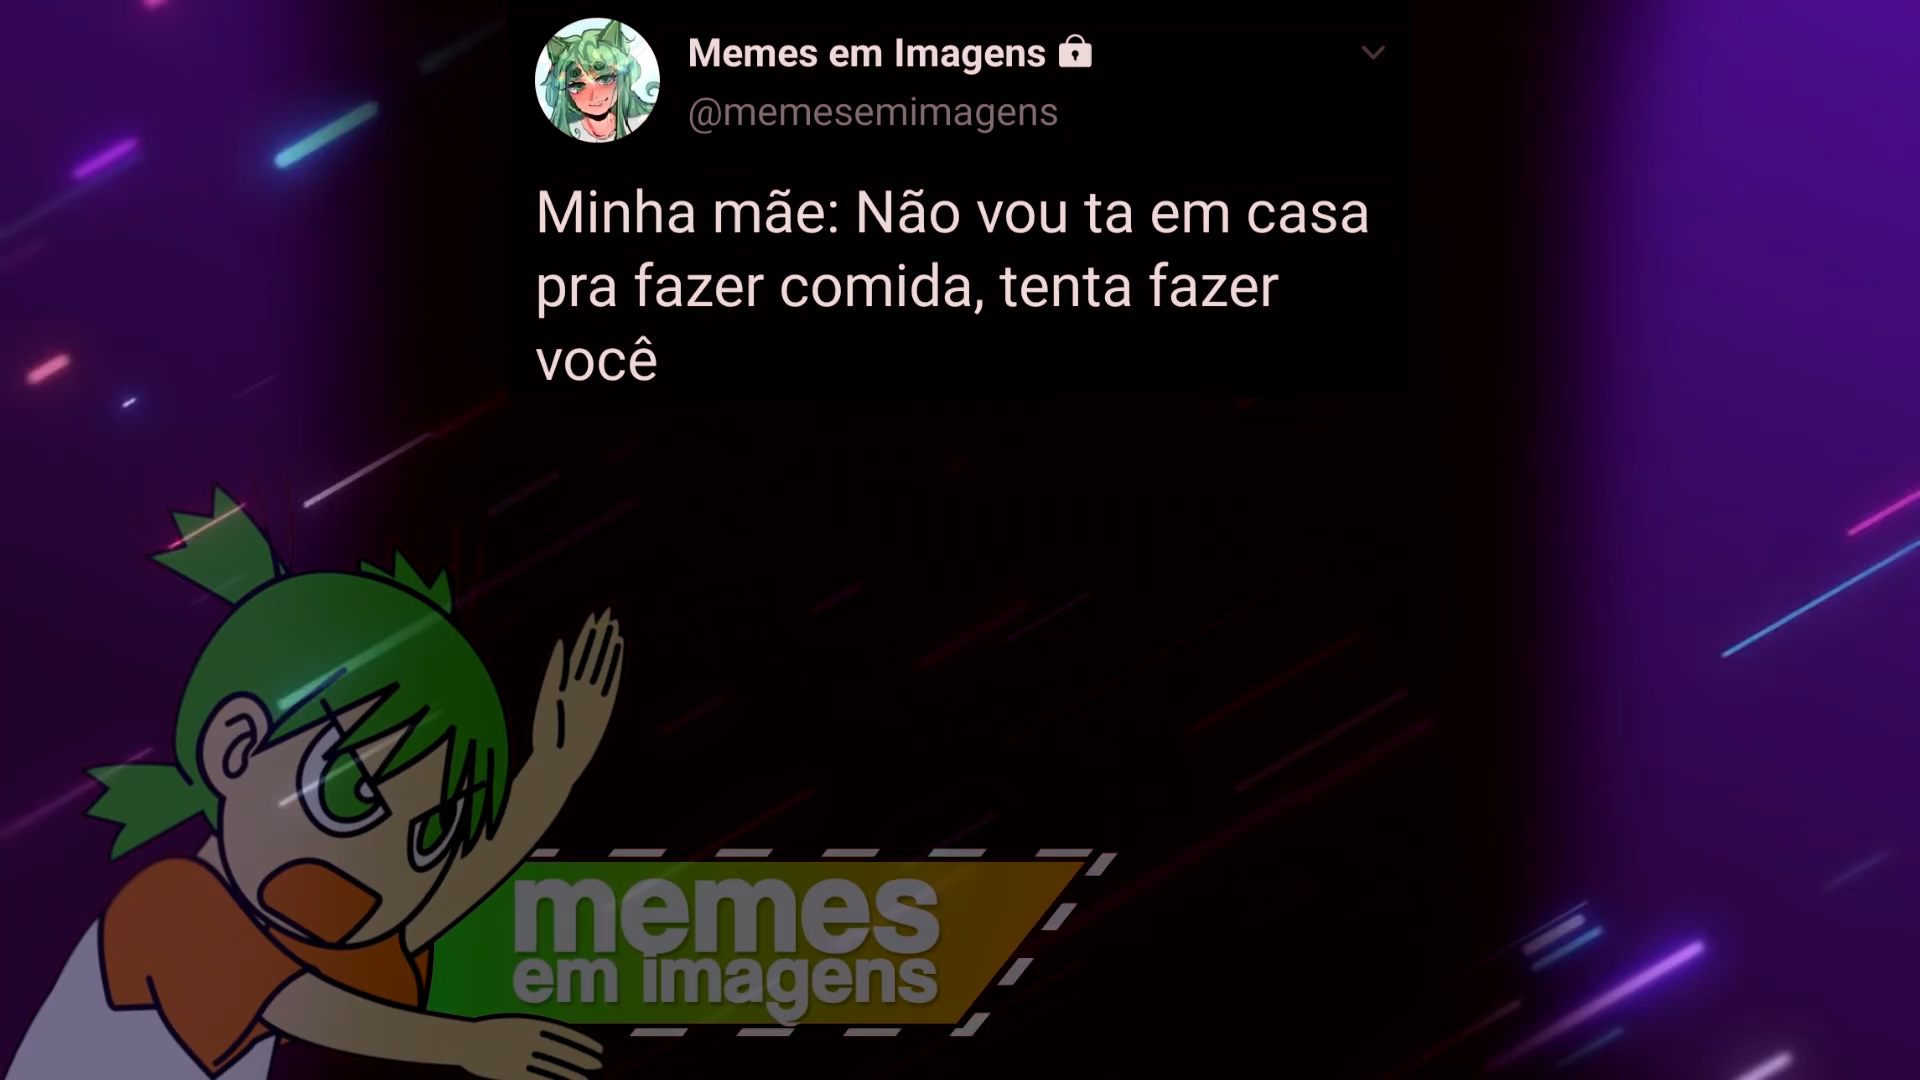 Memes em Imagens
@memesemimagens
Minha mãe: Não vou ta em casa
pra fazer comida, tenta fazer
você
memes
em imagens